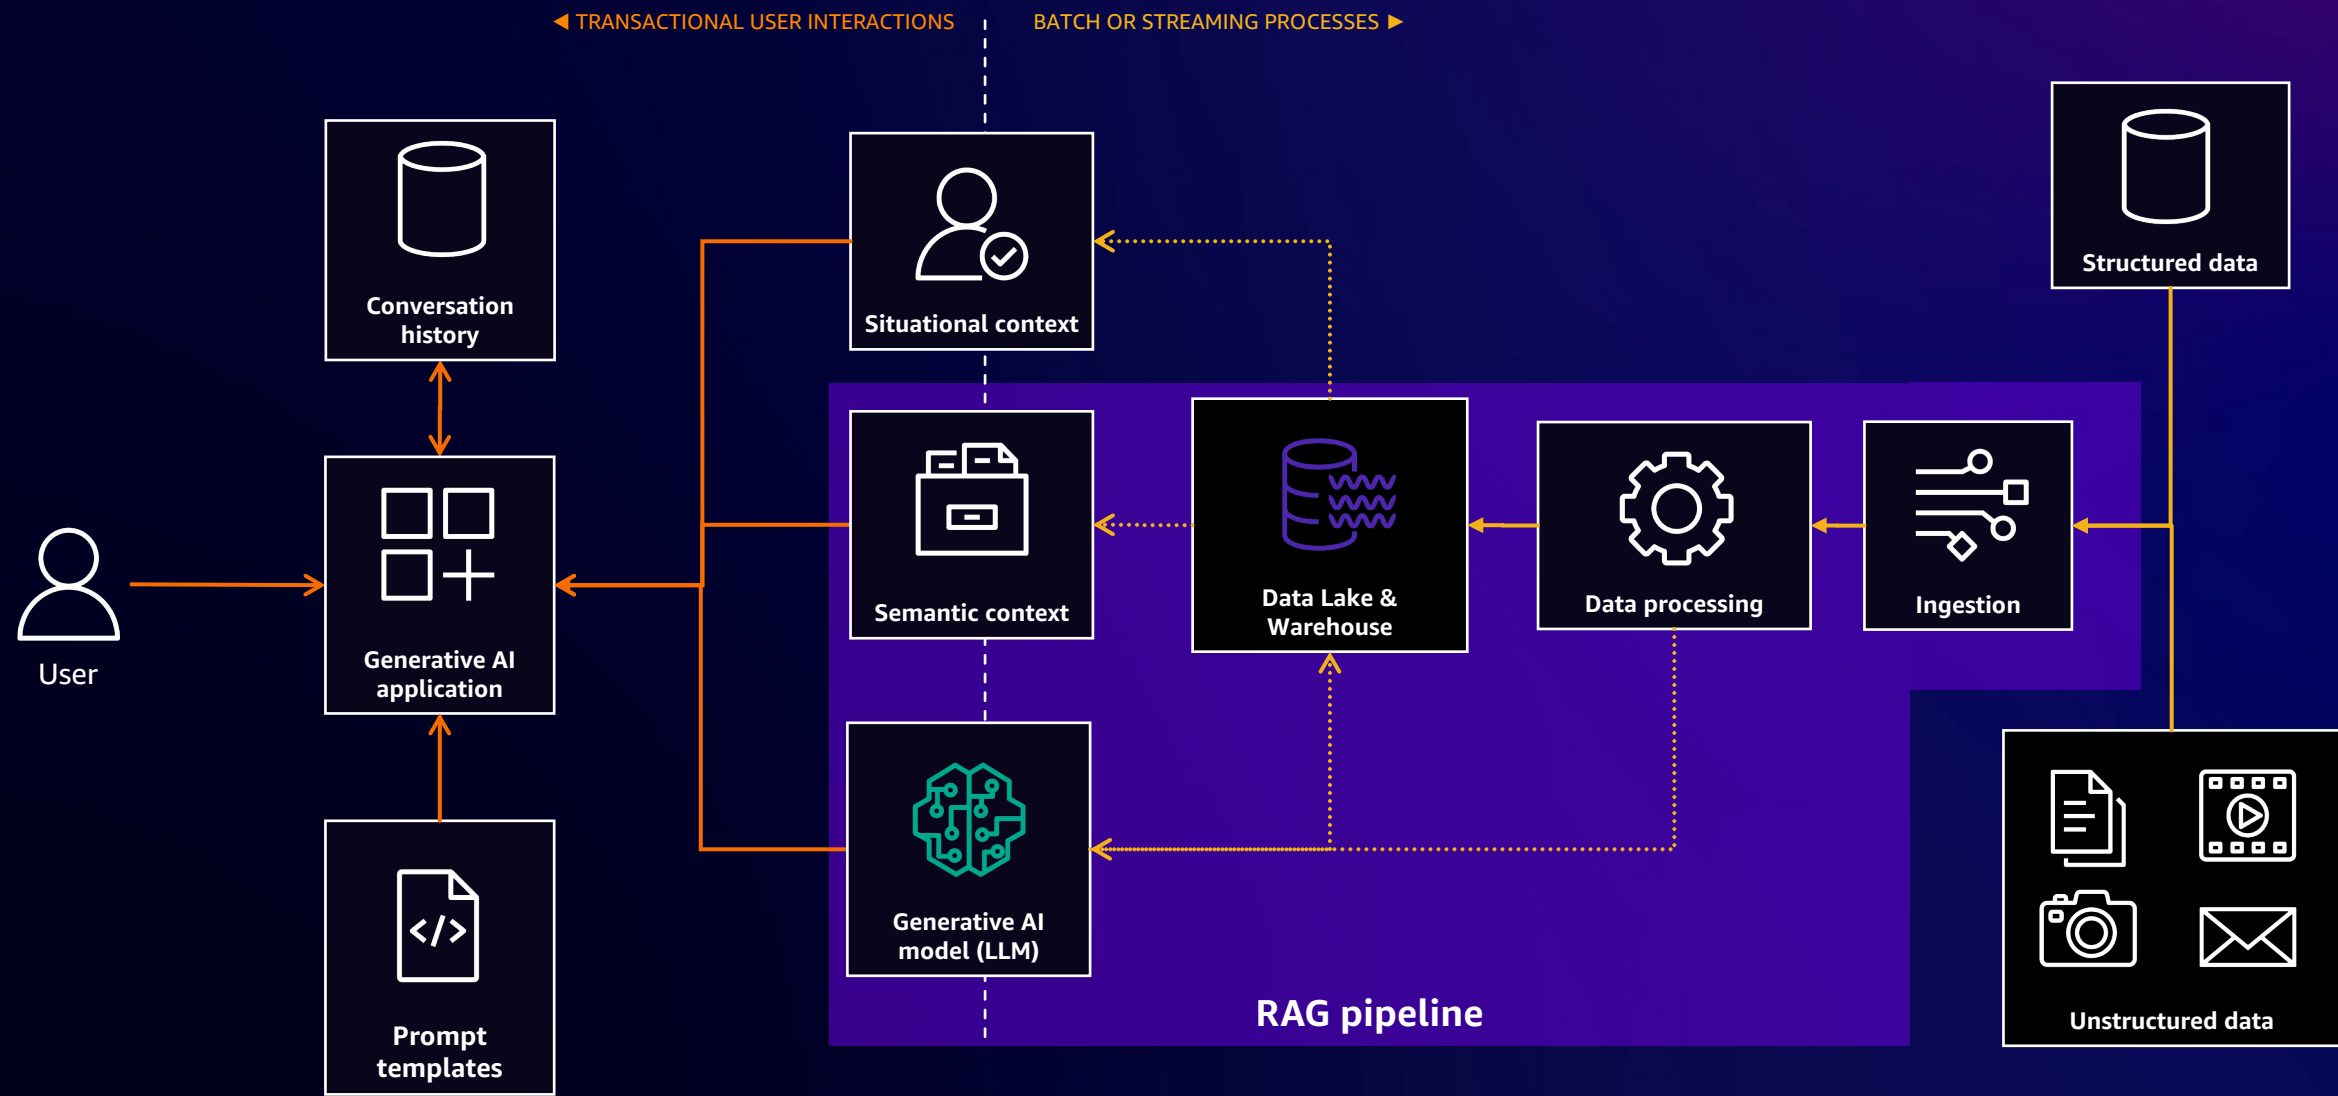 ◄ TRANSACTIONAL USER INTERACTIONS
BATCH OR STREAMING PROCESSES ►
Conversation
history
Situational context
Structured data
User
Generative AI
application
Semantic context
Data Lake &
Warehouse
Data processing
Ingestion
Prompt
templates
Generative AI
model (LLM)
RAG pipeline
Unstructured data